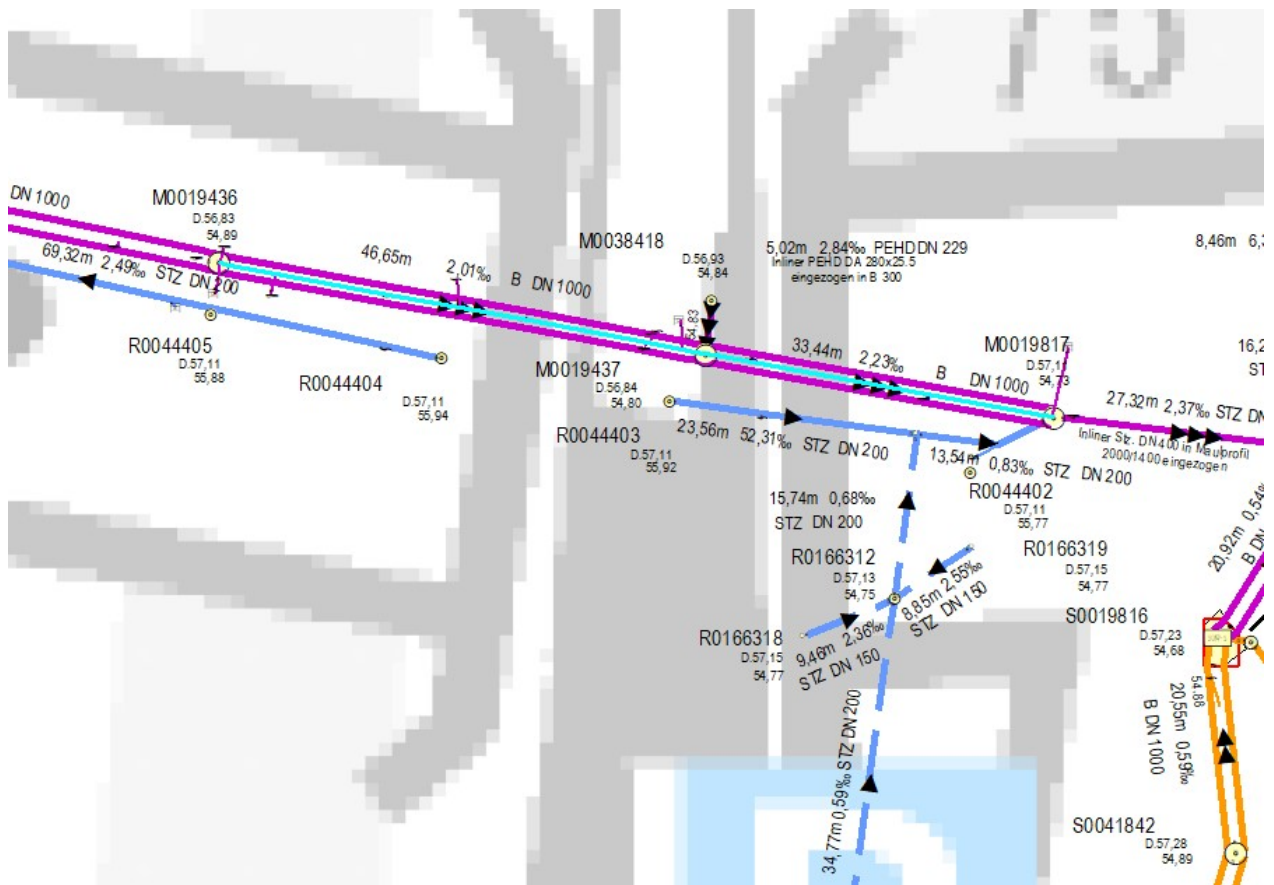 DN 1000
M0019436
D.56,83
54,89
69,32m 2,49‰ STZ DN 200
46,65m 2,01‰ B DN 1000
M0038418
D.56,93
54,84
54,83
5,02m 2,84‰ PEHD DN 229
Inliner PEHD DA 280x25.5
eingezogen in B 300
8,46m
R0044405
D.57,11
55,88
R0044404
D.57,11
55,94
M0019437
D.56,84
54,80
33,44m 2,23‰ B DN 1000
M0019817
D.57,11
16,2
27,32m 2,37‰ STZ DN
Inliner Stz. DN 400 in Maulprofil
2000/1400 eingezogen
R0044403
D.57,11
55,92
23,56m 52,31‰ STZ DN 200
13,54m 0,83‰ STZ DN 200
R0044402
D.57,11
55,77
15,74m 0,68‰
STZ DN 200
R0166312
D.57,13
54,75
R0166319
D.57,15
54,77
8,85m 2,55‰
STZ DN 150
R0166318
D.57,15
54,77
9,46m 2,36‰
STZ DN 150
20,92m 0,54‰
B DN
S0019816
D.57,23
54,68
54.88
20,55m 0,59‰
B DN 1000
34,77m 0,59‰ STZ DN 200
S0041842
D.57,28
54,89